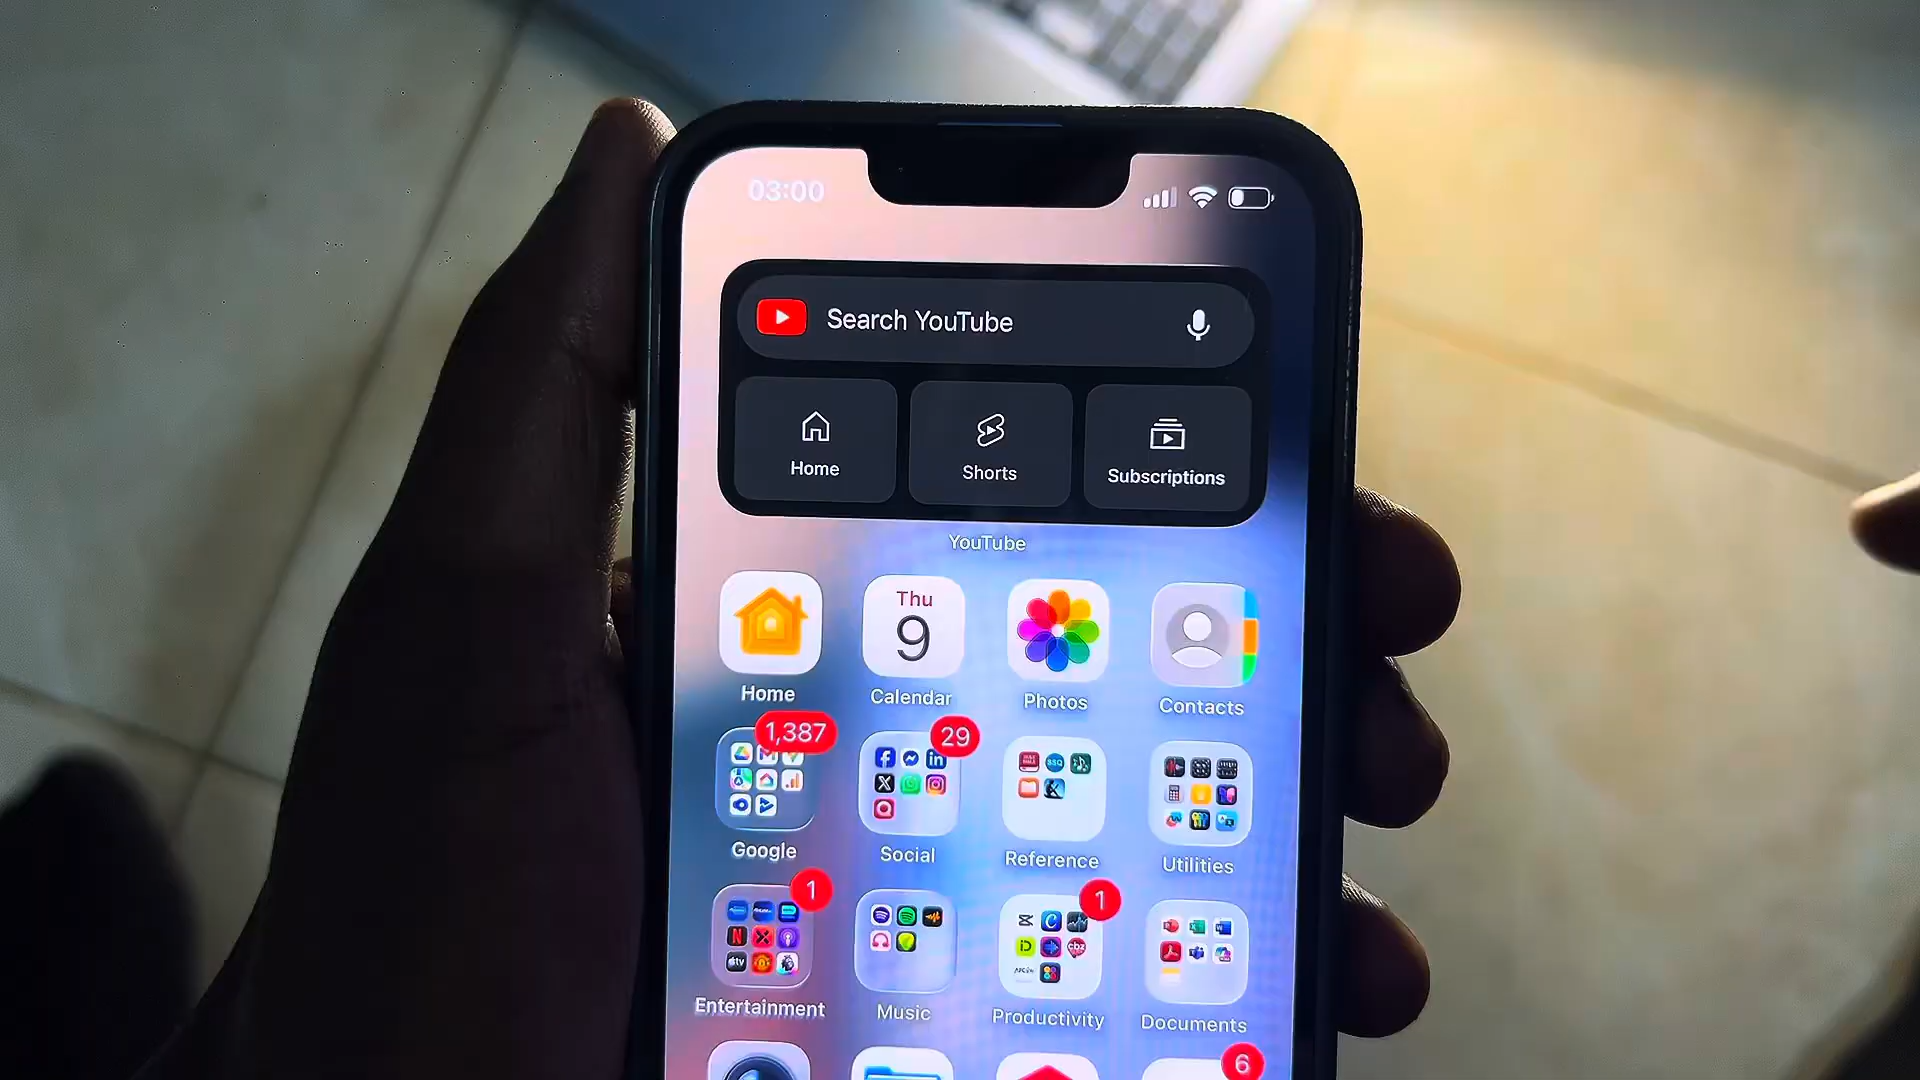 03:00
Search YouTube
Home
Shorts
Subscriptions
YouTube
Thu
9
Home
Calendar
Photos
Contacts
1,387
29
Google
Social
Reference
Utilities
1
1
Entertainment
Music
Productivity
Documents
6